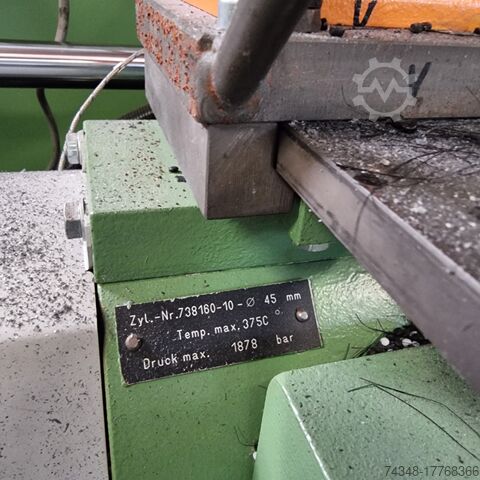 Zyl.-Nr.738160-10-Ø 45 mm
Temp. max. 375C °
Druck max. 1878 bar
74348-17768366